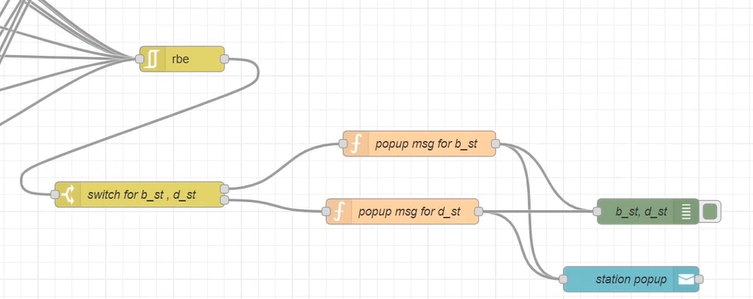 rbe
popup msg for b_st
switch for b_st , d_st
popup msg for d_st
b_st, d_st
station popup